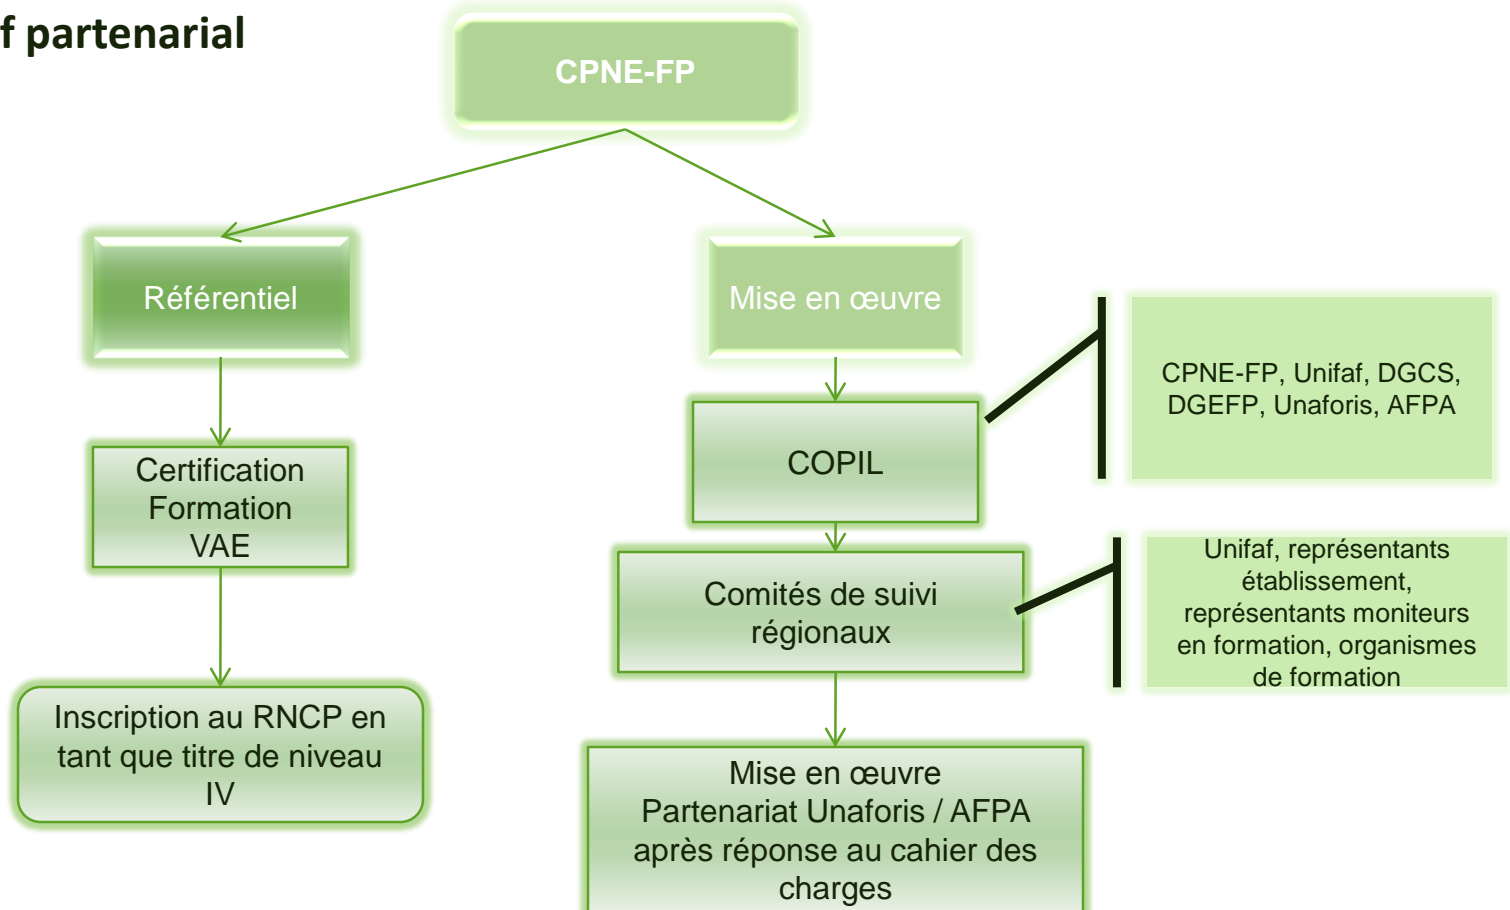 f partenarial
CPNE-FP
Référentiel
Mise en œuvre
CPNE-FP, Unifaf, DGCS,
DGEFP, Unaforis, AFPA
Certification
Formation
VAE
COPIL
Unifaf, représentants
établissement,
représentants moniteurs
en formation, organismes
de formation
Comités de suivi
régionaux
Inscription au RNCP en
tant que titre de niveau
IV
Mise en œuvre
Partenariat Unaforis / AFPA
après réponse au cahier des
charges